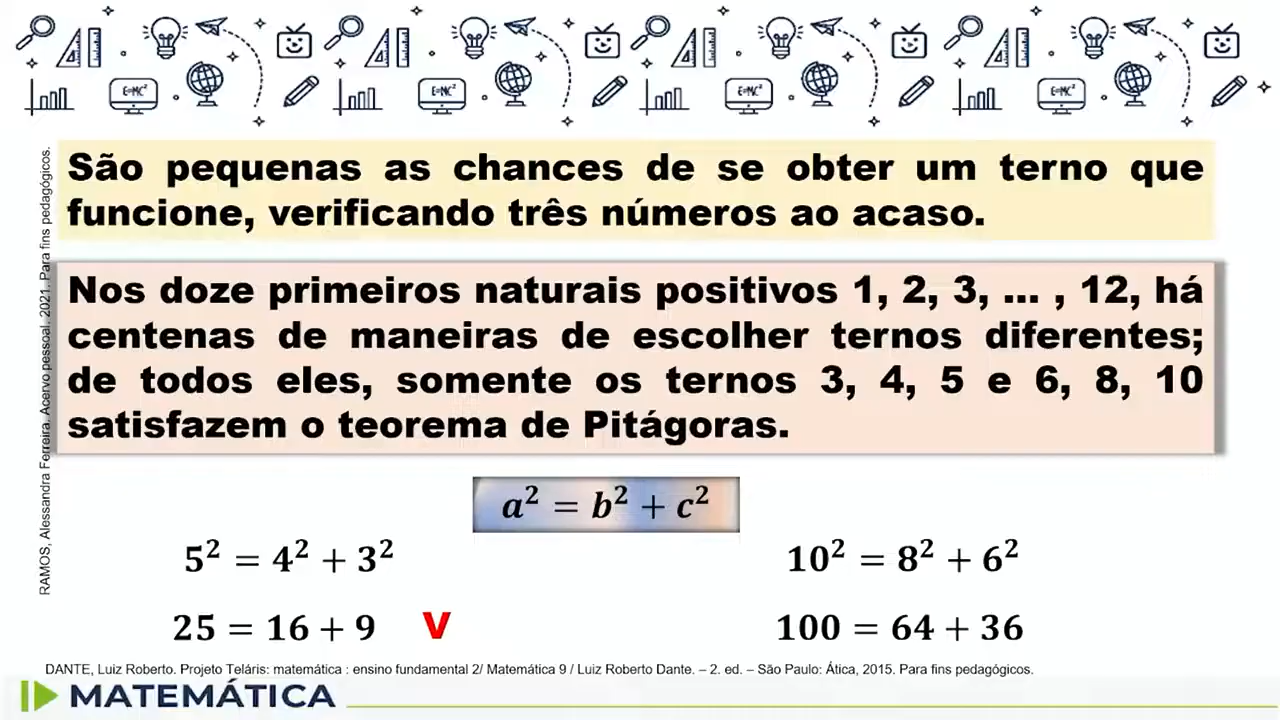 E=MC²
E=MC²
E=MC²
E=MC²
São pequenas as chances de se obter um terno que
funcione, verificando três números ao acaso.
Nos doze primeiros naturais positivos 1, 2, 3, ... , 12, há
centenas de maneiras de escolher ternos diferentes;
de todos eles, somente os ternos 3, 4, 5 e 6, 8, 10
satisfazem o teorema de Pitágoras.
a² = b² + c²
5² = 4² + 3²
10² = 8² + 6²
25 = 16 + 9 V
100 = 64 + 36
RAMOS, Alessandra Ferreira. Acervo pessoal. 2021. Para fins pedagógicos.
DANTE, Luiz Roberto. Projeto Teláris: matemática : ensino fundamental 2/ Matemática 9 / Luiz Roberto Dante. – 2. ed. – São Paulo: Ática, 2015. Para fins pedagógicos.
MATEMÁTICA